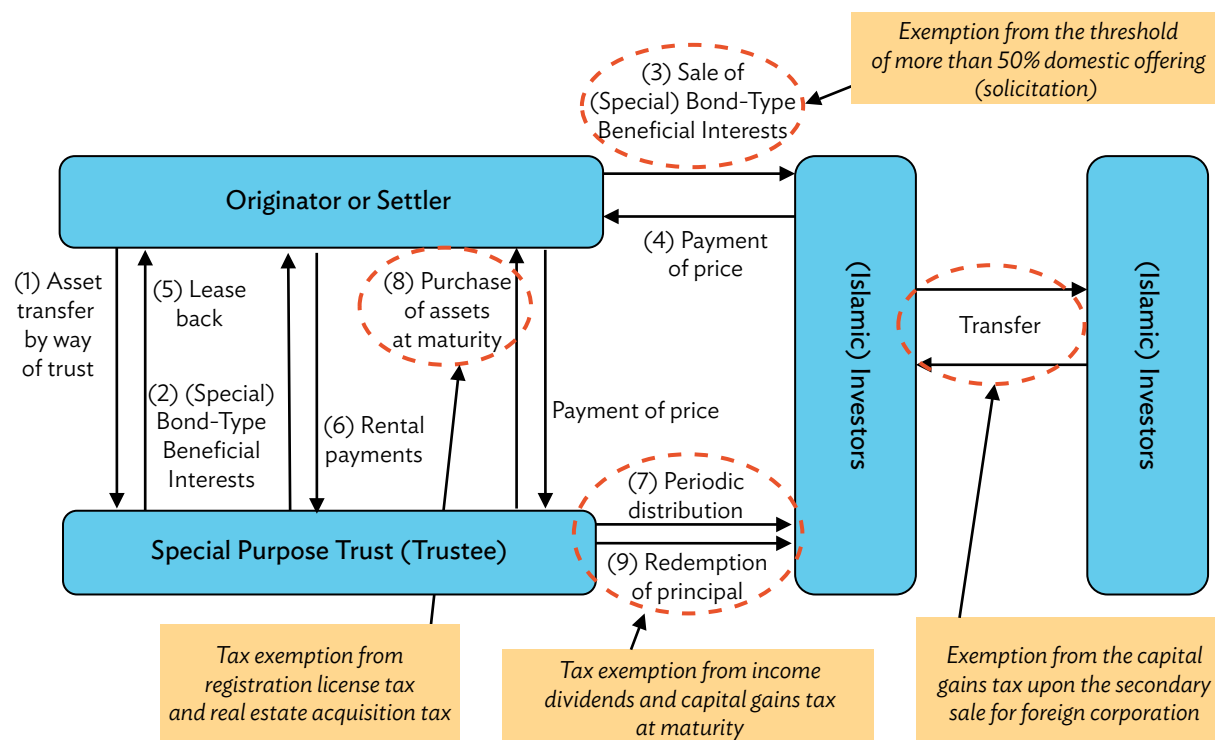 Exemption from the threshold
of more than 50% domestic offering
(solicitation)
(3) Sale of
(Special) Bond-Type
Beneficial Interests
Originator or Settler
(4) Payment
of price
(1) Asset
transfer
by way
of trust
(5) Lease
back
(8) Purchase
of assets
at maturity
(2) (Special)
Bond-Type
Beneficial
Interests
(6) Rental
payments
Payment of price
(Islamic) Investors
Transfer
(Islamic) Investors
(7) Periodic
distribution
(9) Redemption
of principal
Special Purpose Trust (Trustee)
Tax exemption from
registration license tax
and real estate acquisition tax
Tax exemption from income
dividends and capital gains tax
at maturity
Exemption from the capital
gains tax upon the secondary
sale for foreign corporation